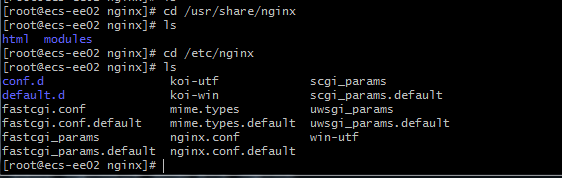 [root@ecs-ee02 nginx]# cd /usr/share/nginx
[root@ecs-ee02 nginx]# ls
html modules
[root@ecs-ee02 nginx]# cd /etc/nginx
[root@ecs-ee02 nginx]# ls
conf.d koi-utf scgi_params
default.d koi-win scgi_params.default
fastcgi.conf mime.types uwsgi_params
fastcgi.conf.default mime.types.default uwsgi_params.default
fastcgi_params nginx.conf win-utf
fastcgi_params.default nginx.conf.default
[root@ecs-ee02 nginx]#